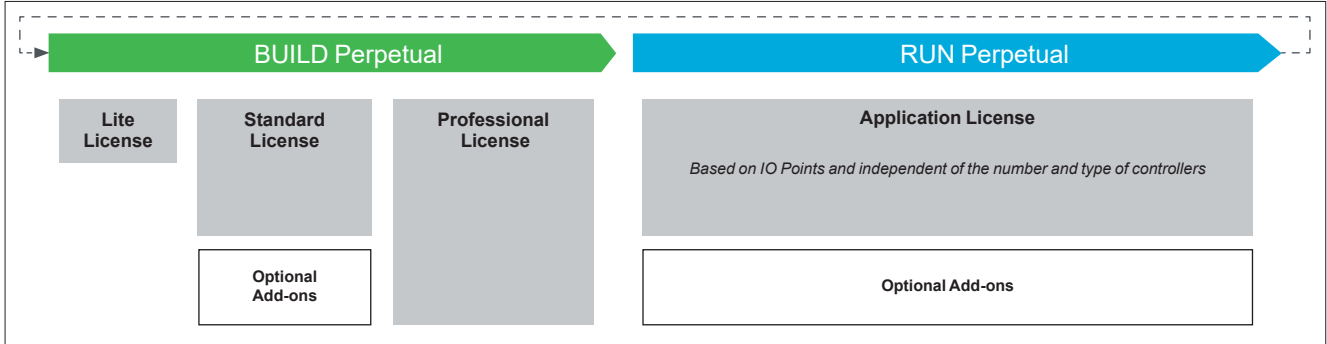 BUILD Perpetual
RUN Perpetual
Lite
License
Standard
License
Professional
License
Application License
Based on IO Points and independent of the number and type of controllers
Optional
Add-ons
Optional Add-ons